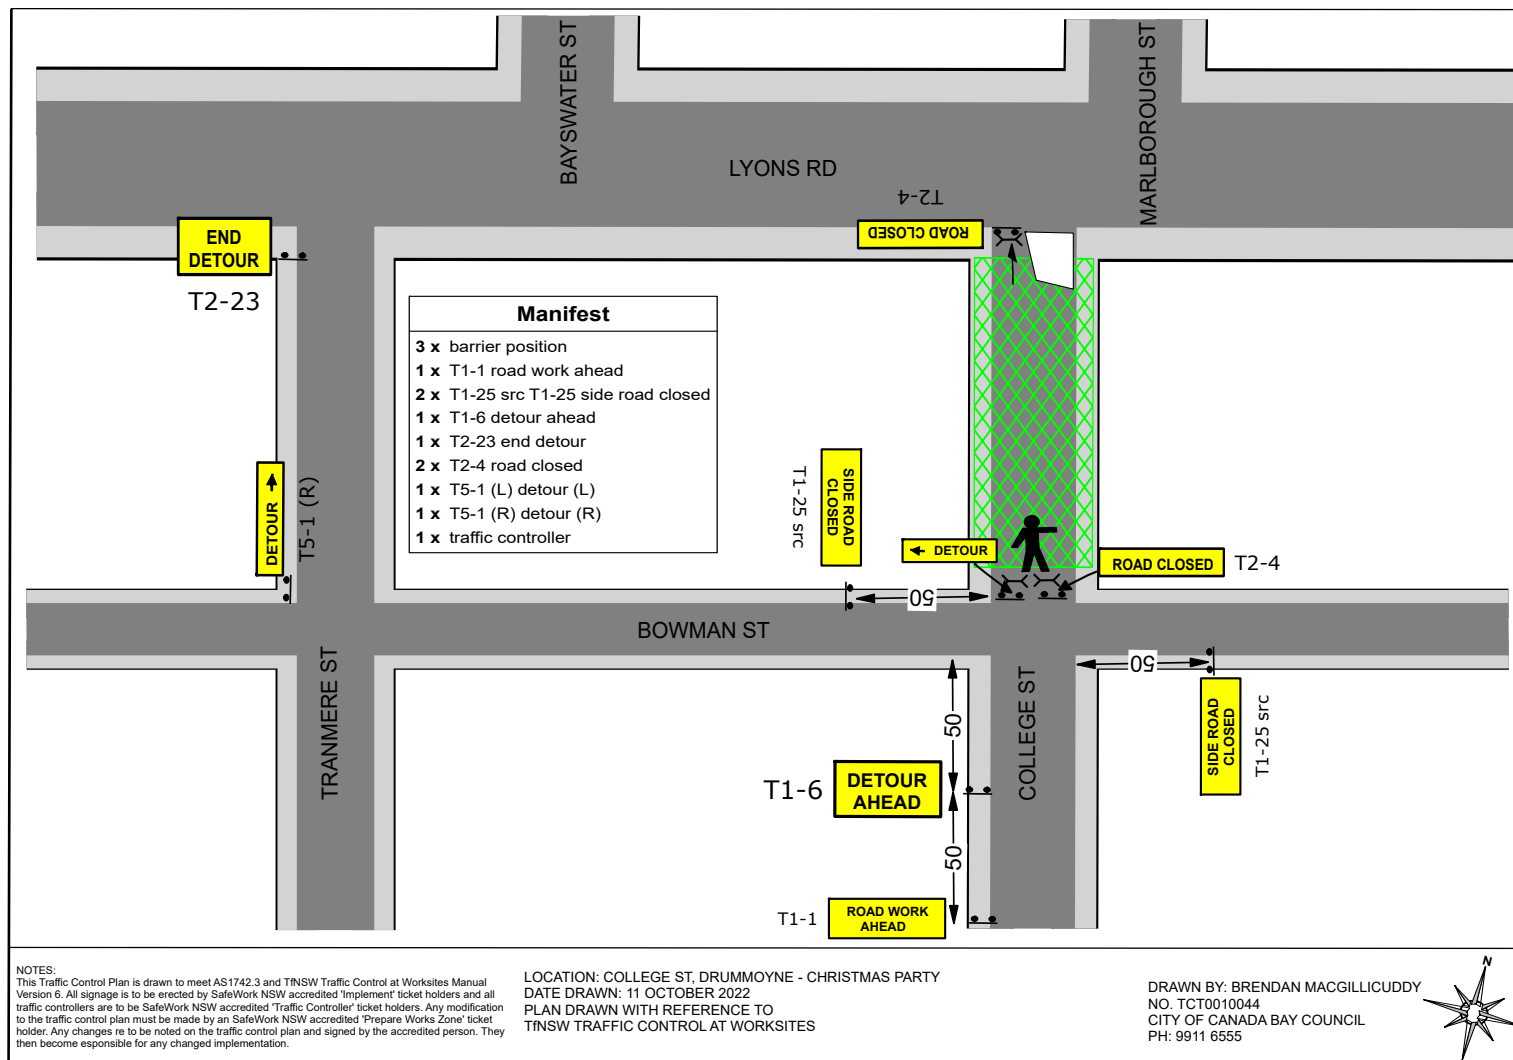 BAYSWATER ST
MARLBOROUGH ST
LYONS RD
T2-4
ROAD CLOSED
END
DETOUR
T2-23
Manifest
3 x barrier position
1 x T1-1 road work ahead
2 x T1-25 src T1-25 side road closed
1 x T1-6 detour ahead
1 x T2-23 end detour
2 x T2-4 road closed
1 x T5-1 (L) detour (L)
1 x T5-1 (R) detour (R)
1 x traffic controller
DETOUR
T5-1 (R)
T1-25 src
SIDE ROAD
CLOSED
DETOUR
ROAD CLOSED
T2-4
50
BOWMAN ST
50
TRANMERE ST
COLLEGE ST
50
SIDE ROAD
CLOSED
T1-25 src
T1-6
DETOUR
AHEAD
50
T1-1
ROAD WORK
AHEAD
NOTES:
This Traffic Control Plan is drawn to meet AS1742.3 and TfNSW Traffic Control at Worksites Manual
Version 6. All signage is to be erected by SafeWork NSW accredited 'Implement' ticket holders and all
traffic controllers are to be SafeWork NSW accredited 'Traffic Controller' ticket holders. Any modification
to the traffic control plan must be made by an SafeWork NSW accredited 'Prepare Works Zone' ticket
holder. Any changes re to be noted on the traffic control plan and signed by the accredited person. They
then become esponsible for any changed implementation.
LOCATION: COLLEGE ST, DRUMMOYNE - CHRISTMAS PARTY
DATE DRAWN: 11 OCTOBER 2022
PLAN DRAWN WITH REFERENCE TO
TfNSW TRAFFIC CONTROL AT WORKSITES
DRAWN BY: BRENDAN MACGILLICUDDY
NO. TCT0010044
CITY OF CANADA BAY COUNCIL
PH: 9911 6555
N